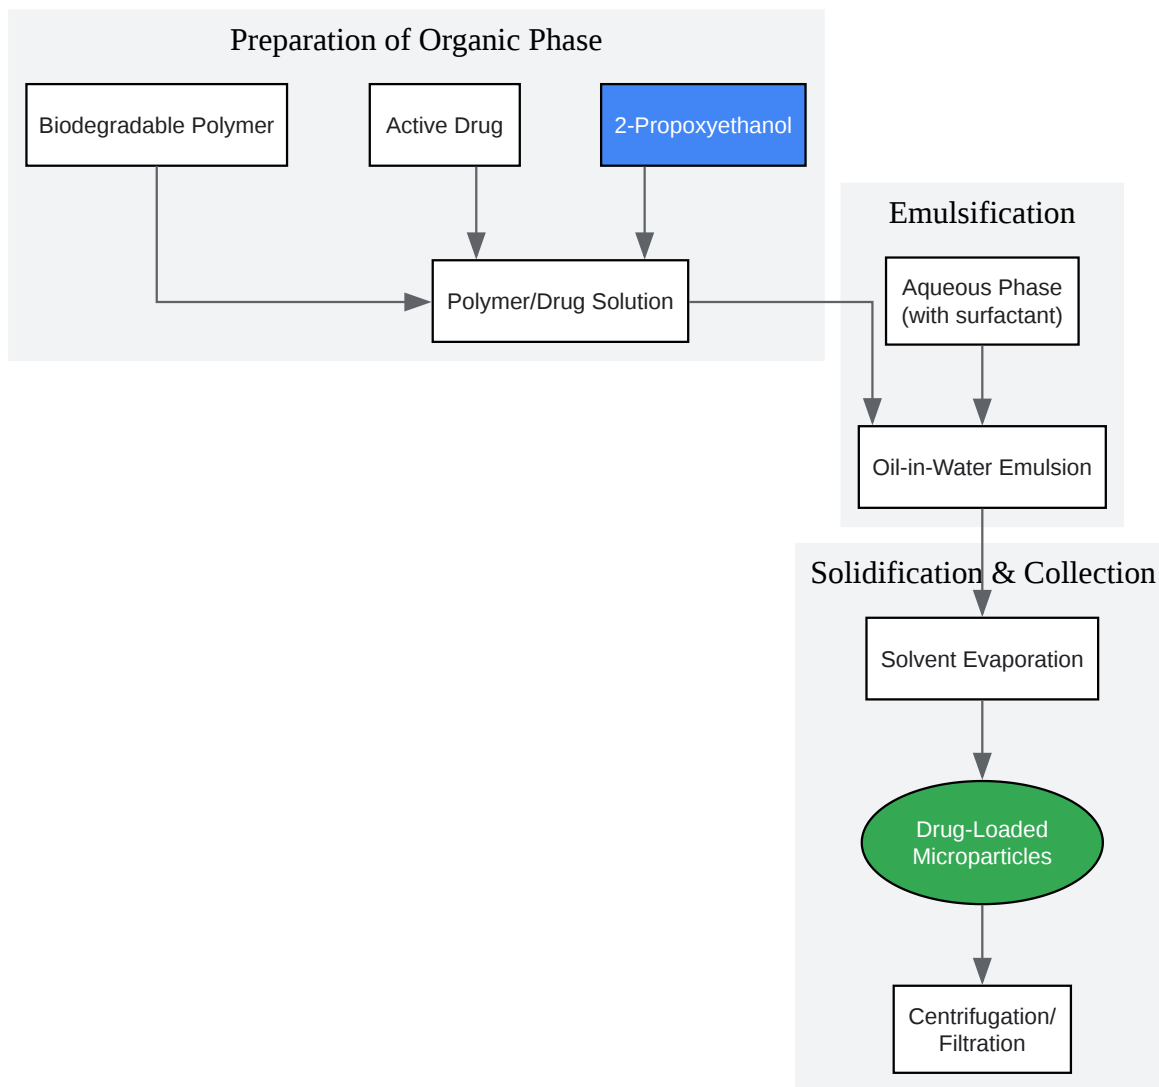 Preparation of Organic Phase
Biodegradable Polymer
Active Drug
2-Propoxyethanol
Polymer/Drug Solution
Emulsification
Aqueous Phase
(with surfactant)
Oil-in-Water Emulsion
Solidification & Collection
Solvent Evaporation
Drug-Loaded
Microparticles
Centrifugation/
Filtration